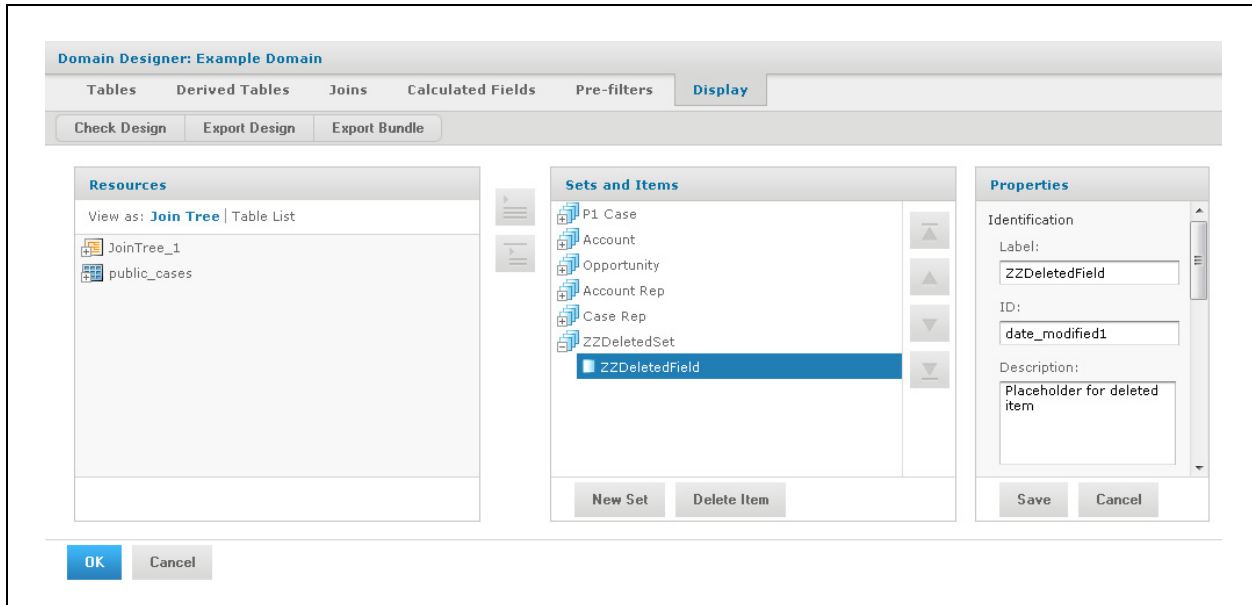 Domain Designer: Example Domain
Tables Derived Tables Joins Calculated Fields Pre-filters Display
Check Design Export Design Export Bundle
Resources
View as: Join Tree | Table List
JoinTree_1
public_cases
Sets and Items
P1 Case
Account
Opportunity
Account Rep
Case Rep
ZZDeletedSet
ZZDeletedField
New Set Delete Item
Properties
Identification
Label:
ZZDeletedField
ID:
date_modified1
Description:
Placeholder for deleted
item
Save Cancel
OK Cancel